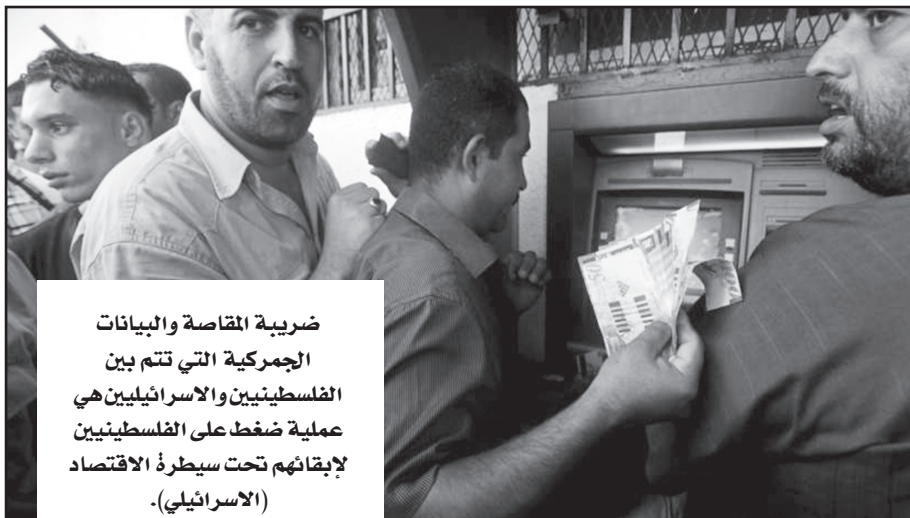 ضريبة المقاصة والبيانات
الجمركية التي تتم بين
الفلسطينيين والاسرائيليين هي
عملية ضغط على الفلسطينيين
لإبقائهم تحت سيطرة الاقتصاد
(الاسرائيلي).
50